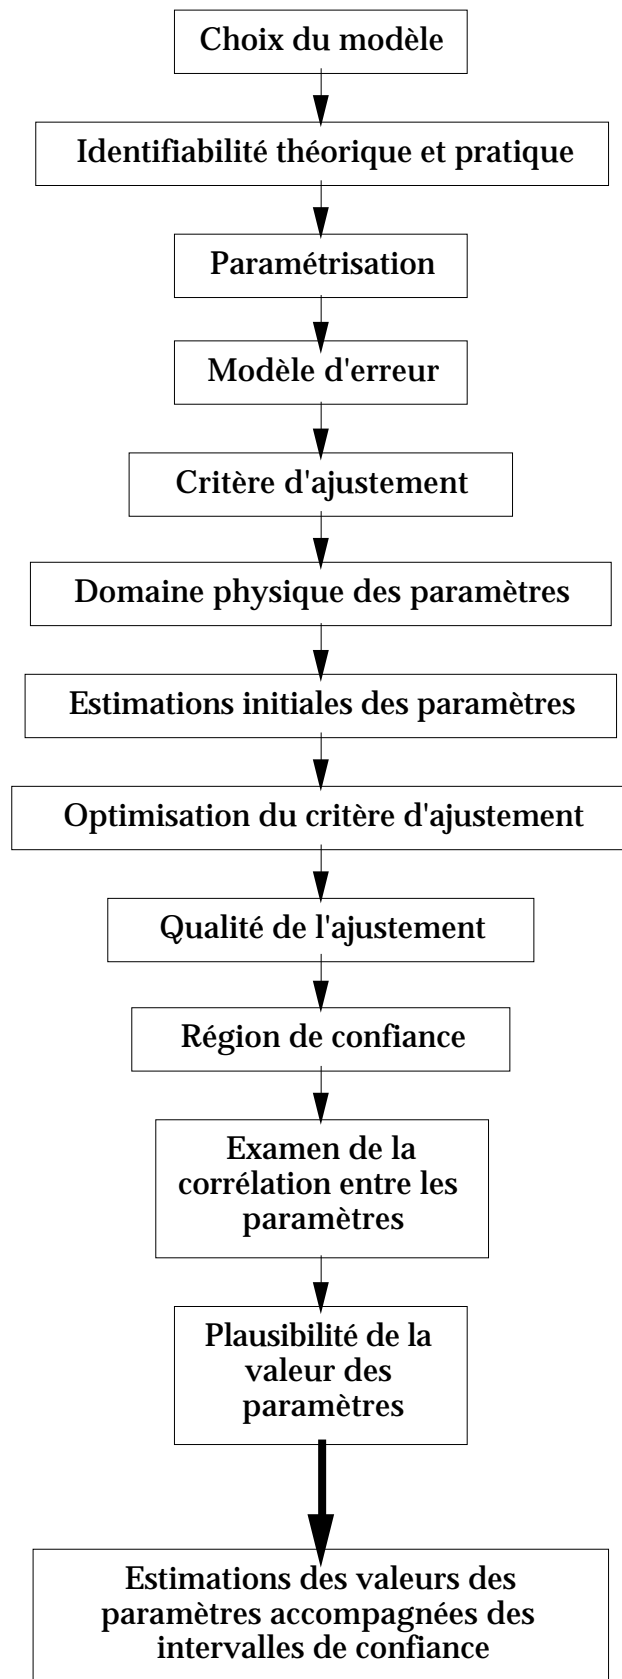 Choix du modèle
Identifiabilité théorique et pratique
Paramétrisation
Modèle d'erreur
Critère d'ajustement
Domaine physique des paramètres
Estimations initiales des paramètres
Optimisation du critère d'ajustement
Qualité de l'ajustement
Région de confiance
Examen de la
corrélation entre les
paramètres
Plausibilité de la
valeur des
paramètres
Estimations des valeurs des
paramètres accompagnées des
intervalles de confiance